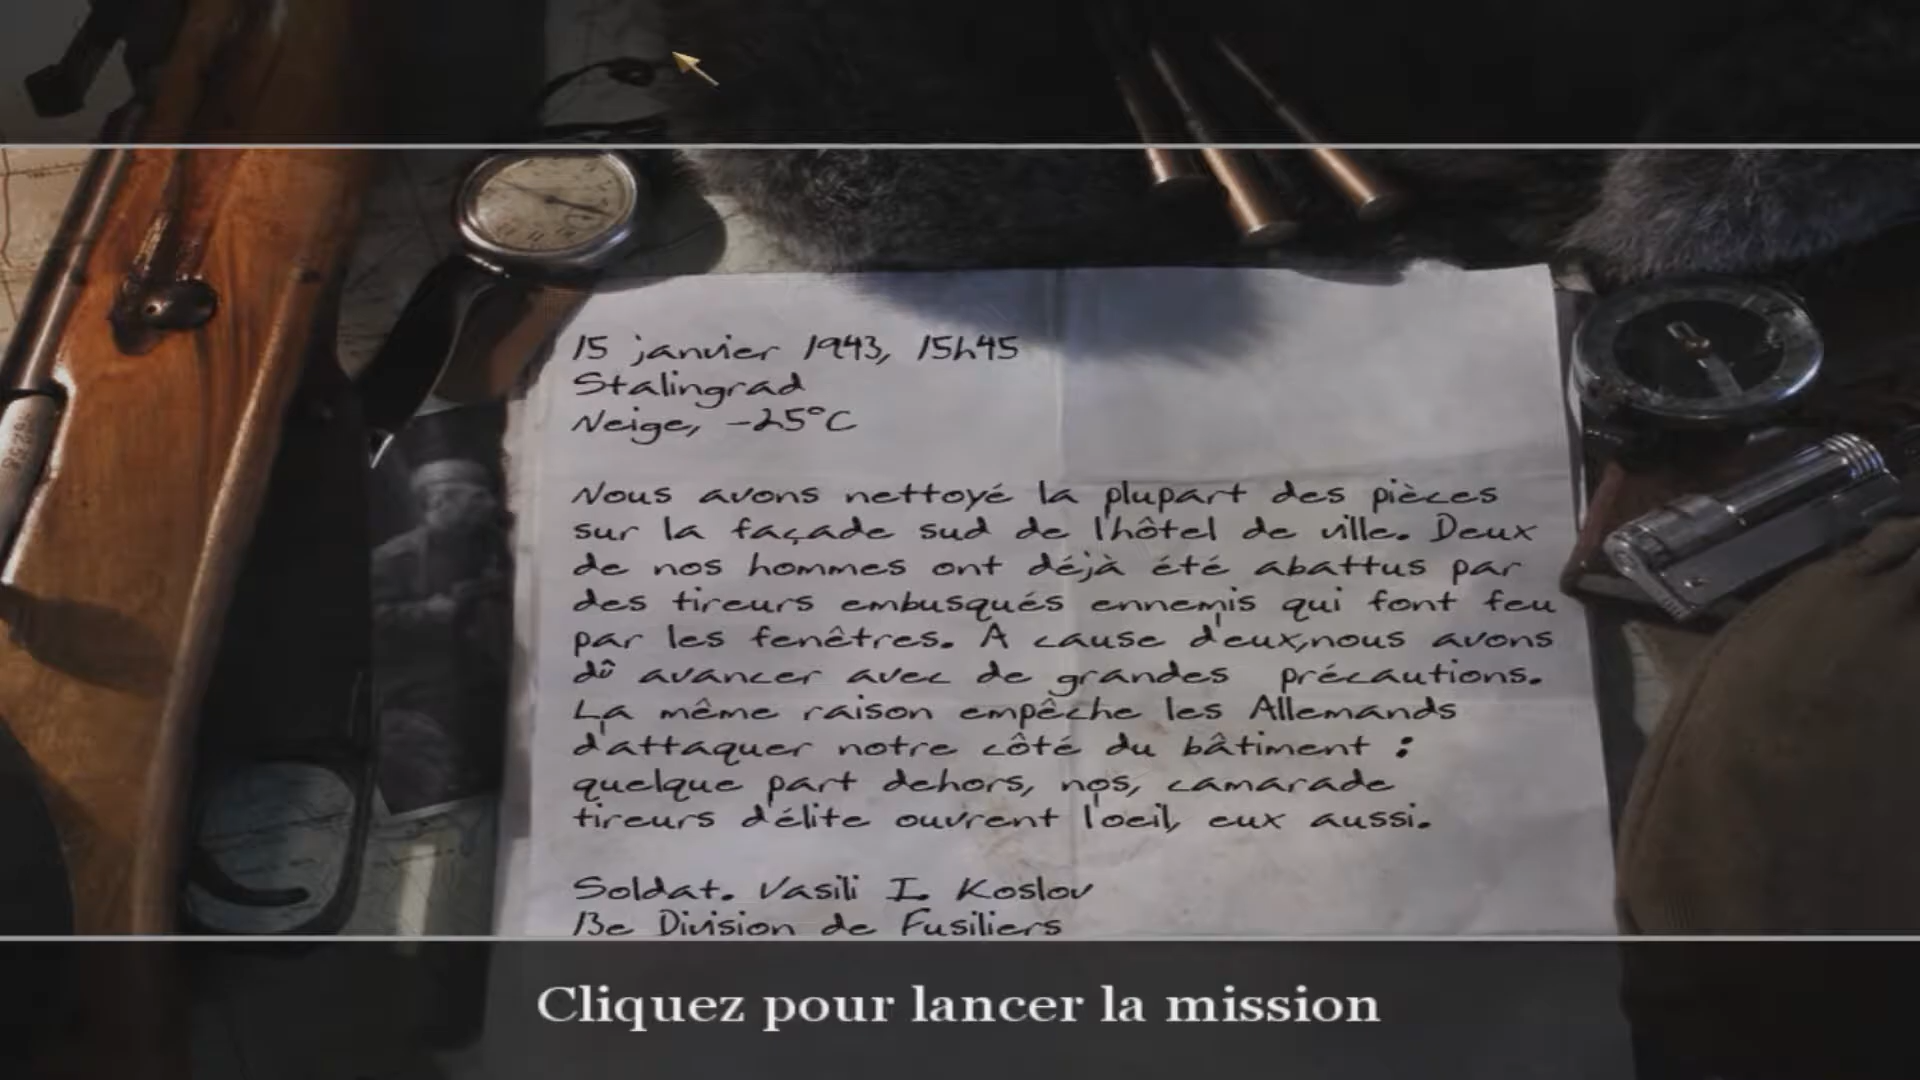 15 janvier 1943, 15h45
Stalingrad
Neige, -25°C
Nous avons nettoyé la plupart des pièces
sur la façade sud de l'hôtel de ville. Deux
de nos hommes ont déjà été abattus par
des tireurs embusqués ennemis qui font feu
par les fenêtres. A cause d'eux,nous avons
dû avancer avec de grandes précautions.
La même raison empêche les Allemands
d'attaquer notre côté du bâtiment :
quelque part dehors, nos, camarade
tireurs d'élite ouvrent l'oeil, eux aussi.
Soldat. Vasili I. Koslov
13e Division de Fusiliers
Cliquez pour lancer la mission